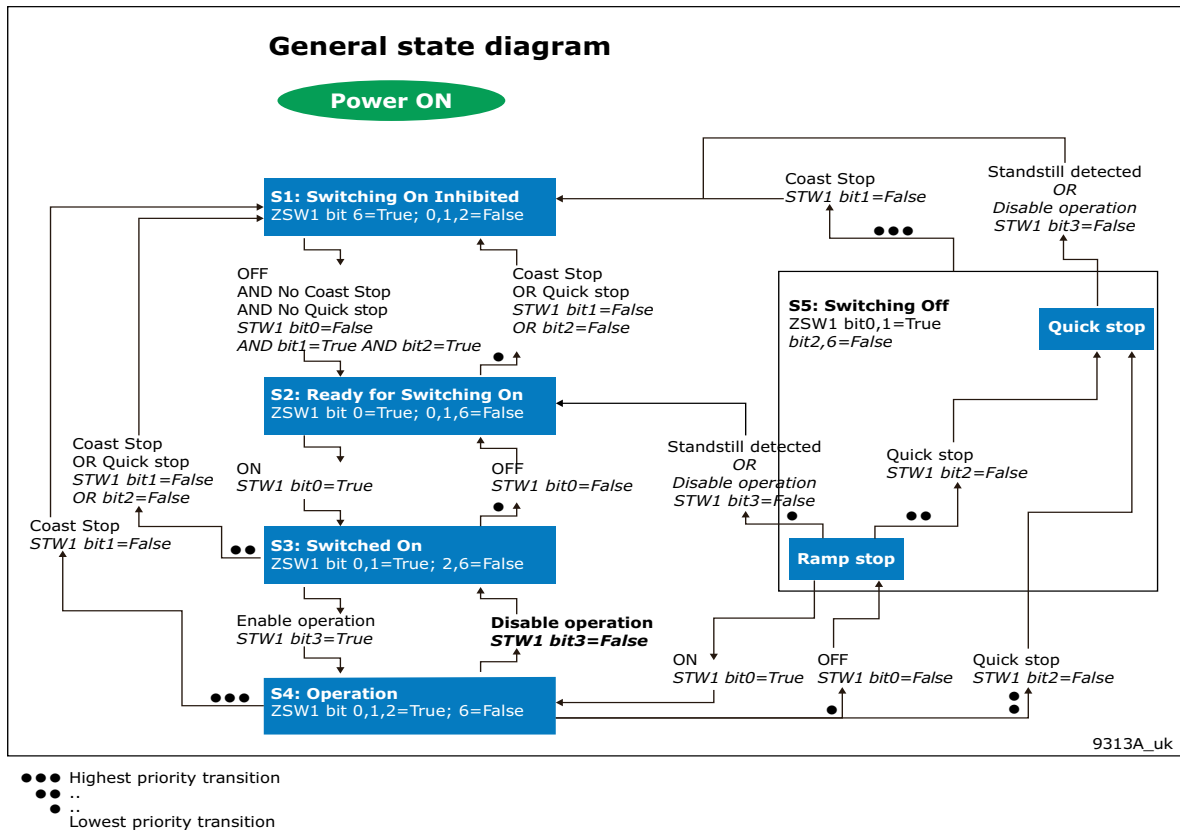 General state diagram
Power ON
S1: Switching On Inhibited
ZSW1 bit 6=True; 0,1,2=False
OFF
AND No Coast Stop
AND No Quick stop
STW1 bit0=False
AND bit1=True AND bit2=True
Coast Stop
OR Quick stop
STW1 bit1=False
OR bit2=False
S2: Ready for Switching On
ZSW1 bit 0=True; 0,1,6=False
ON
STW1 bit0=True
OFF
STW1 bit0=False
S3: Switched On
ZSW1 bit 0,1=True; 2,6=False
Enable operation
STW1 bit3=True
Disable operation
STW1 bit3=False
S4: Operation
ZSW1 bit 0,1,2=True; 6=False
Coast Stop
OR Quick stop
STW1 bit1=False
OR bit2=False
Coast Stop
STW1 bit1=False
Coast Stop
STW1 bit1=False
Standstill detected
OR
Disable operation
STW1 bit3=False
S5: Switching Off
ZSW1 bit0,1=True
bit2,6=False
Quick stop
Standstill detected
OR
Disable operation
STW1 bit3=False
Quick stop
STW1 bit2=False
Ramp stop
ON
STW1 bit0=True
OFF
STW1 bit0=False
Quick stop
STW1 bit2=False
9313A_uk
Highest priority transition
..
..
Lowest priority transition